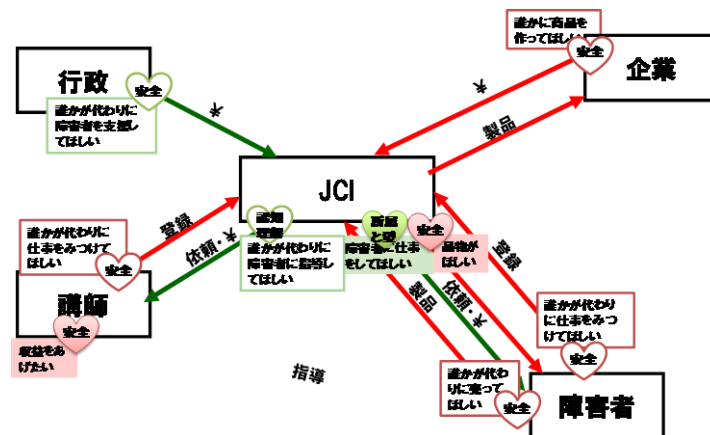 誰かに商品を
作ってほしい
安全
企業
行政
安全
¥
¥
誰かが代わりに
障害者を支援し
てほしい
製品
JCI
誰かが代わりに
仕事をみつけて
ほしい
登録
安全
依頼・¥
誰かが代わりに
障害者に指導し
てほしい
障害者に仕事
をしてほしい
安全
ほしい
登録
講師
安全
収益をあ
げたい
製品
依頼・¥
誰かが代わり
に仕事をみつ
けてほしい
安全
指導
誰かが代わ
りに売って
ほしい
安全
障害者